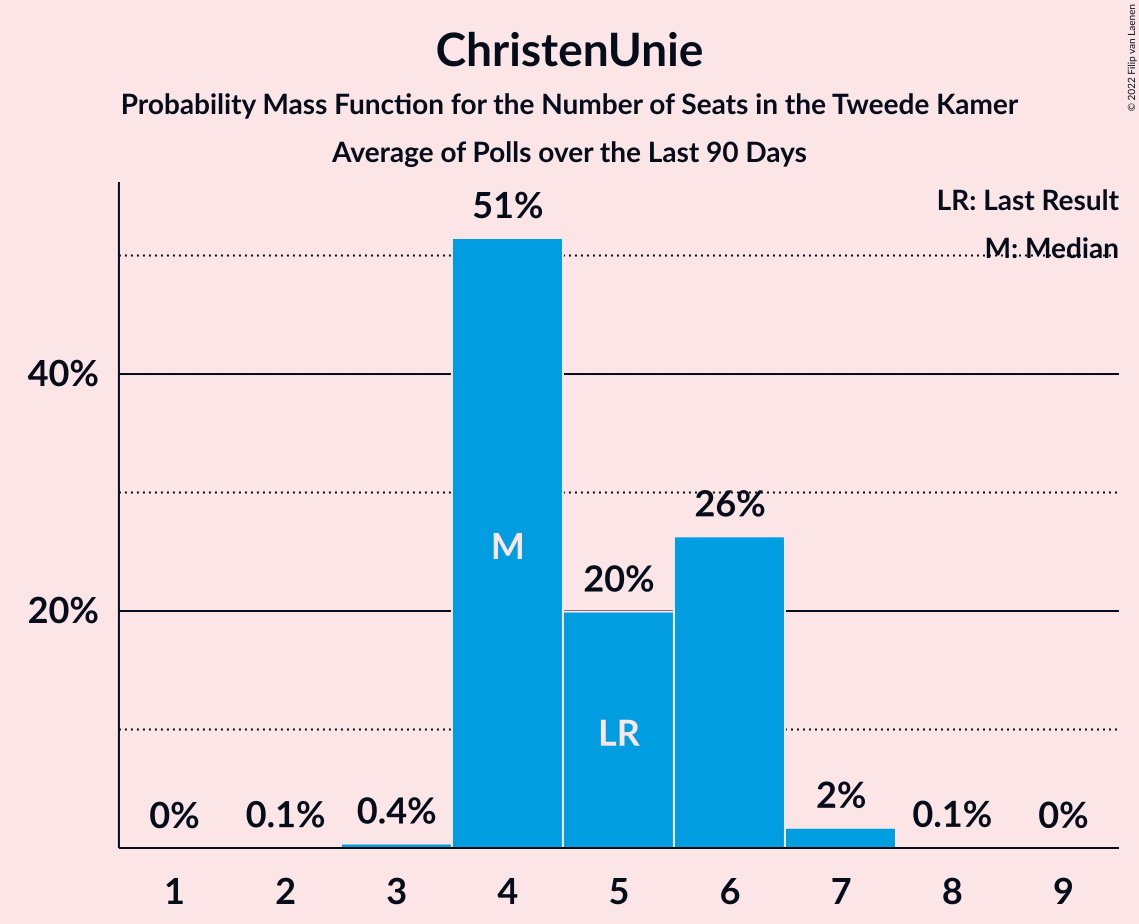 ChristenUnie
Probability Mass Function for the Number of Seats in the Tweede Kamer
Average of Polls over the Last 90 Days
© 2022 Filip van Laenen
LR: Last Result
M: Median
51%
40%
26%
M
20%
20%
LR
0%
0.1%
0.4%
2%
0.1%
0%
1
2
3
4
5
6
7
8
9